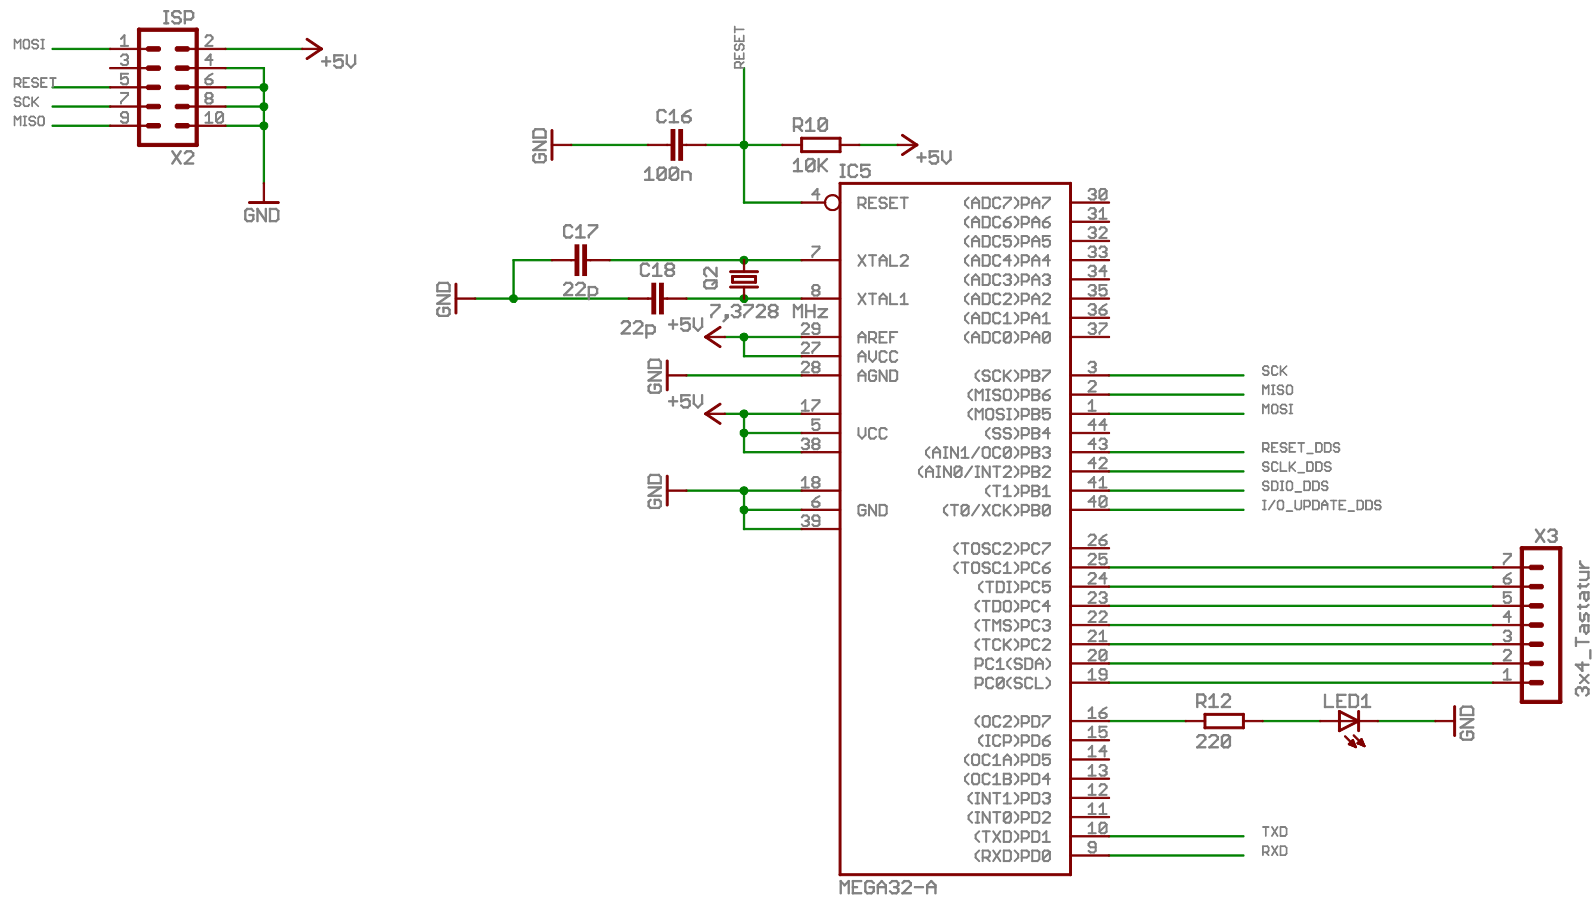 ISP
MOSI 1 2 +5V
3 4
RESET 5 6
SCK 7 8
MISO 9 10
X2
GND
RESET
GND
C16
100n
R10
10K
+5V
IC5
4 RESET
C17
22p
7 XTAL2
Q2
7,3728 MHz
GND
C18
22p
8 XTAL1
+5V
29 AREF
27 AVCC
GND
28 AGND
+5V
17
5 VCC
38
GND
18
6 GND
39
(ADC7)PA7 30
(ADC6)PA6 31
(ADC5)PA5 32
(ADC4)PA4 33
(ADC3)PA3 34
(ADC2)PA2 35
(ADC1)PA1 36
(ADC0)PA0 37
(SCK)PB7 3 SCK
(MISO)PB6 2 MISO
(MOSI)PB5 1 MOSI
(SS)PB4 44
(AIN1/OC0)PB3 43 RESET_DDS
(AIN0/INT2)PB2 42 SCLK_DDS
(T1)PB1 41 SDIO_DDS
(T0/XCK)PB0 40 I/O_UPDATE_DDS
(TOSC2)PC7 26
(TOSC1)PC6 25
(TDI)PC5 24
(TDO)PC4 23
(TMS)PC3 22
(TCK)PC2 21
PC1(SDA) 20
PC0(SCL) 19
X3
7
6
5
4
3
2
1
3x4_Tastatur
(OC2)PD7 16
R12
220
LED1
GND
(ICP)PD6 15
(OC1A)PD5 14
(OC1B)PD4 13
(INT1)PD3 12
(INT0)PD2 11
(TXD)PD1 10 TXD
(RXD)PD0 9 RXD
MEGA32-A